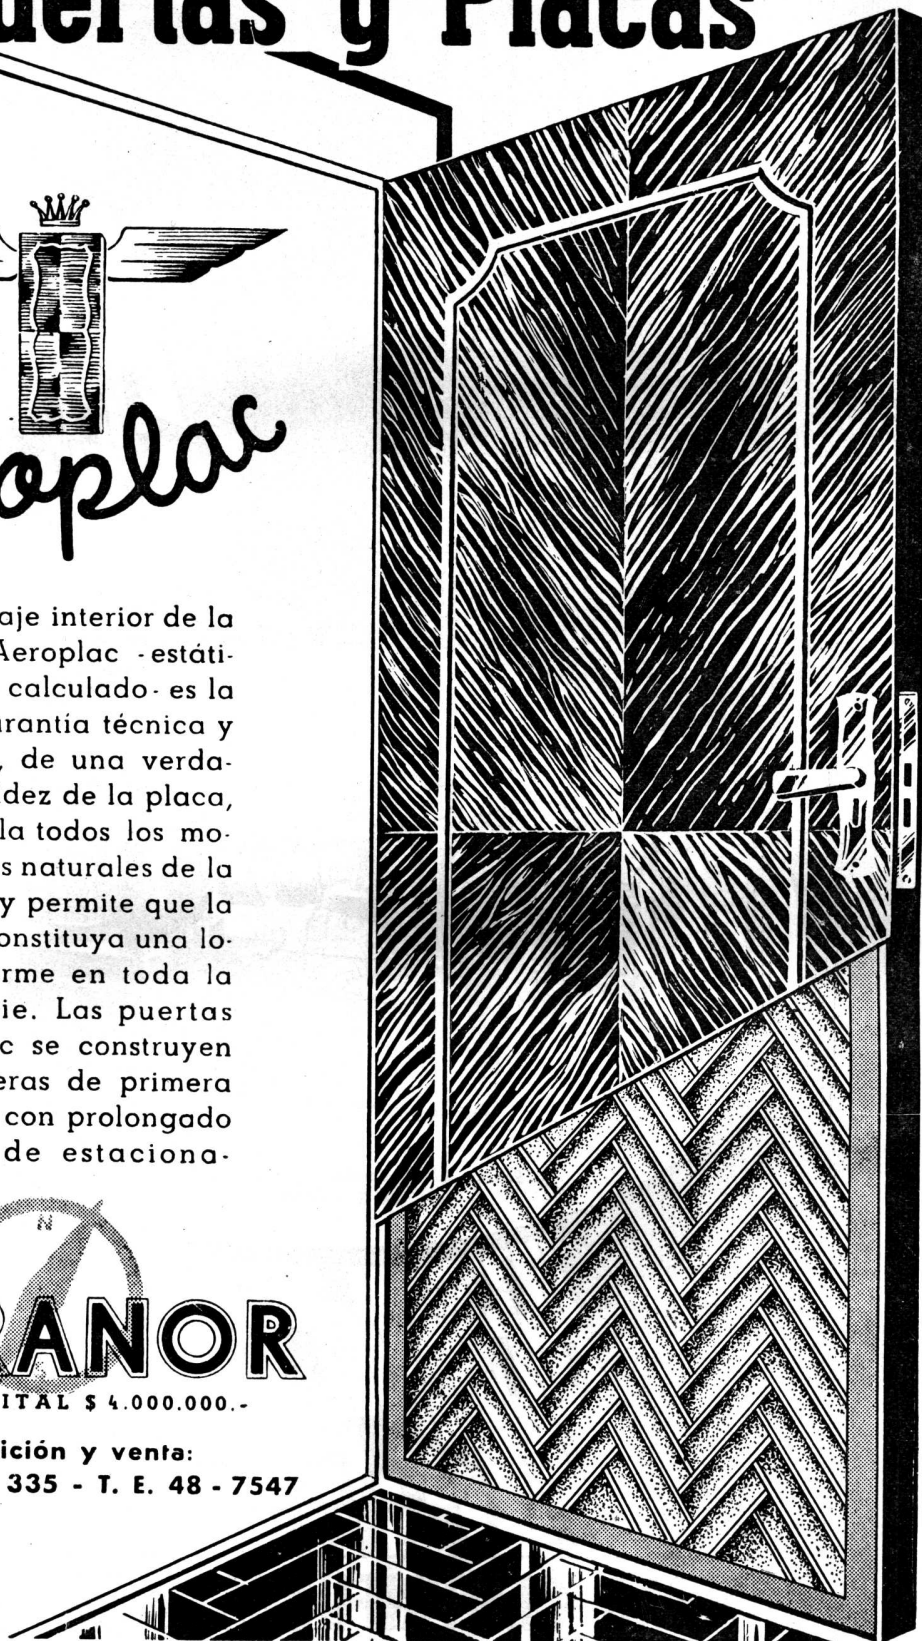 uertas y Placas
oplac
aje interior de la
Aeroplac -estáti-
calculado- es la
arantía técnica y
, de una verda-
dez de la placa,
la todos los mo-
s naturales de la
y permite que la
onstituya una lo-
rme en toda la
ie. Las puertas
c se construyen
eras de primera
con prolongado
de estaciona-
N
RANOR
ITAL $ 4.000.000.-
ición y venta:
335 - T. E. 48 - 7547